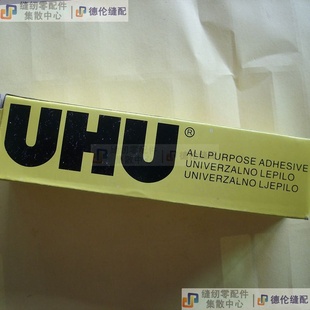 缝纫零配件
集散中心
德伦缝配
UHU®
ALL PURPOSE ADHESIVE
UNIVERZALNO LEPILO
UNIVERZALNO LJEPILO
缝纫零配件
集散中心
德伦缝配